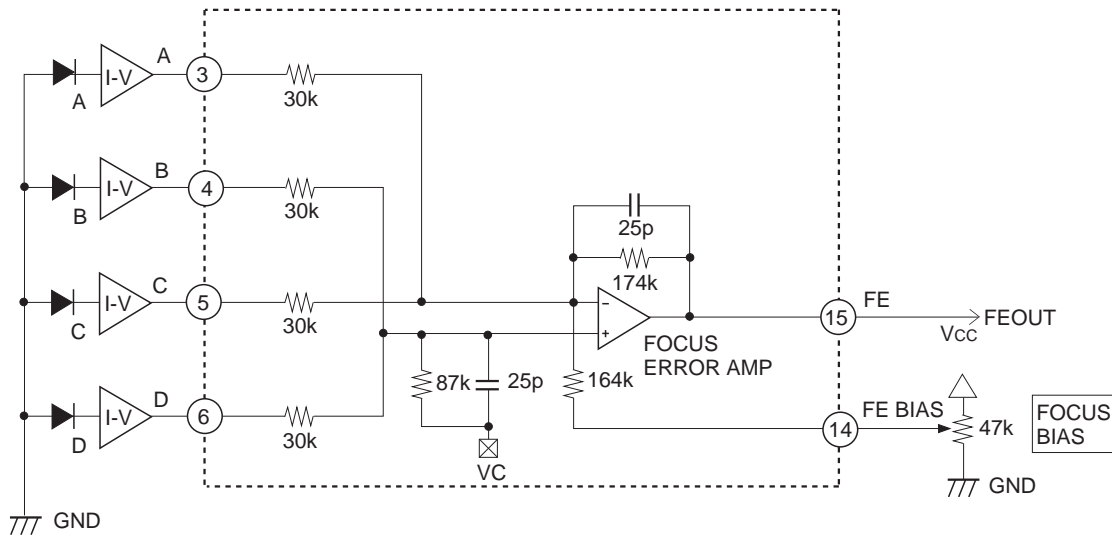 A
I-V
3
30k
A
B
I-V
4
30k
B
25p
174k
C
I-V
5
30k
C
−
+
FOCUS
ERROR AMP
15
FE
VCC
FEOUT
87k
25p
164k
D
I-V
6
30k
D
14
FE BIAS
47k
FOCUS
BIAS
VC
GND
GND